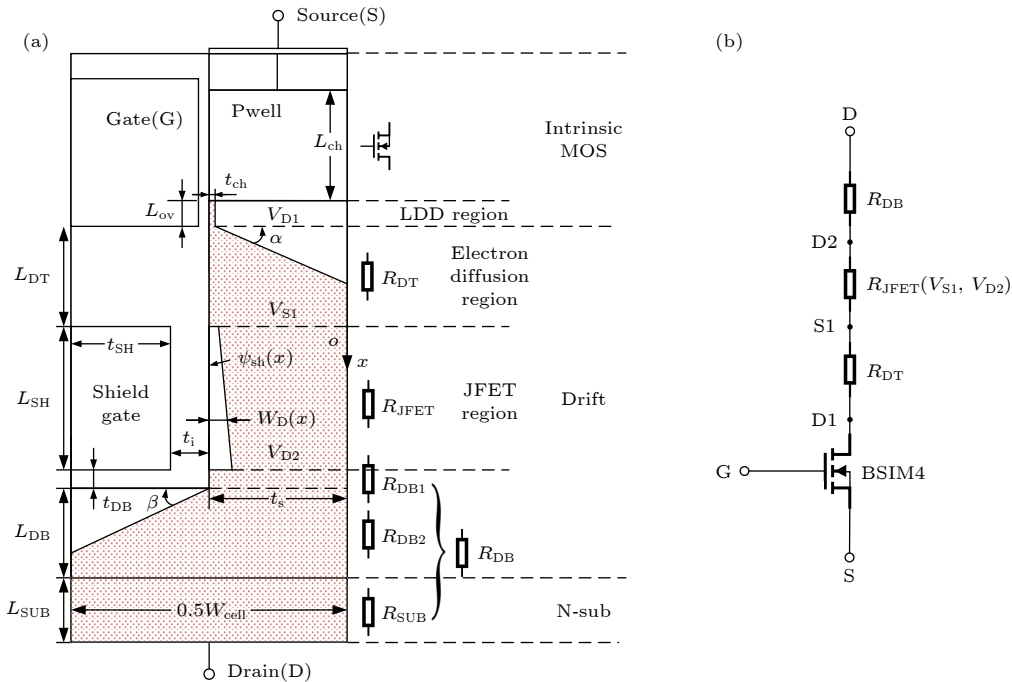 (a)
Source(S)
(b)
Gate(G)
Pwell
L_ch
Intrinsic
MOS
t_ch
L_ov
V_D1
LDD region
α
L_DT
Electron
diffusion
region
R_DT
V_S1
o
x
t_SH
ψ_sh(x)
Shield
gate
L_SH
R_JFET
JFET
region
Drift
W_D(x)
t_i
V_D2
t_DB
β
t_s
R_DB1
L_DB
R_DB2
R_DB
L_SUB
0.5W_cell
R_SUB
N-sub
Drain(D)
D
R_DB
D2
R_JFET(V_S1, V_D2)
S1
R_DT
D1
G
BSIM4
S